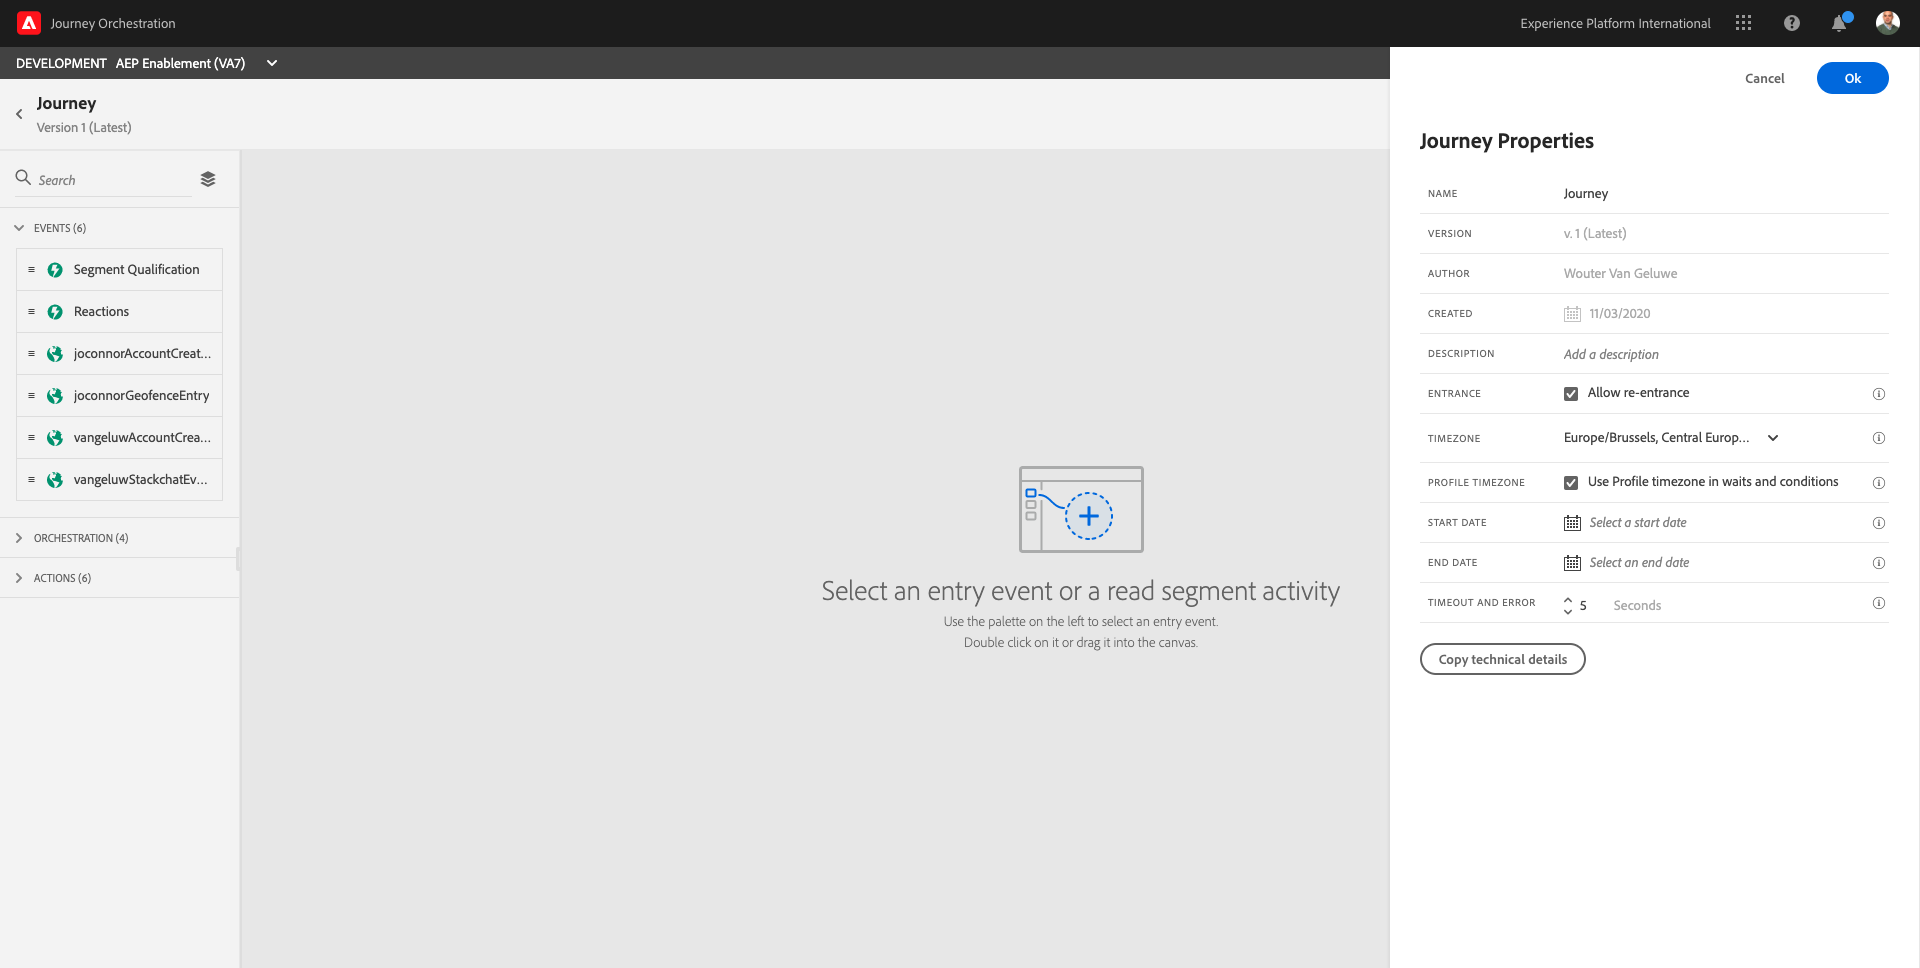 Journey Orchestration
Experience Platform International
DEVELOPMENT AEP Enablement (VA7)
Cancel
Ok
Journey
Version 1 (Latest)
Search
EVENTS (6)
Segment Qualification
Reactions
joconnorAccountCreat...
joconnorGeofenceEntry
vangeluwAccountCrea...
vangeluwStackchatEv...
ORCHESTRATION (4)
ACTIONS (6)
Select an entry event or a read segment activity
Use the palette on the left to select an entry event.
Double click on it or drag it into the canvas.
Journey Properties
NAME Journey
VERSION v. 1 (Latest)
AUTHOR Wouter Van Geluwe
CREATED 11/03/2020
DESCRIPTION Add a description
ENTRANCE Allow re-entrance
TIMEZONE Europe/Brussels, Central Europ...
PROFILE TIMEZONE Use Profile timezone in waits and conditions
START DATE Select a start date
END DATE Select an end date
TIMEOUT AND ERROR 5 Seconds
Copy technical details